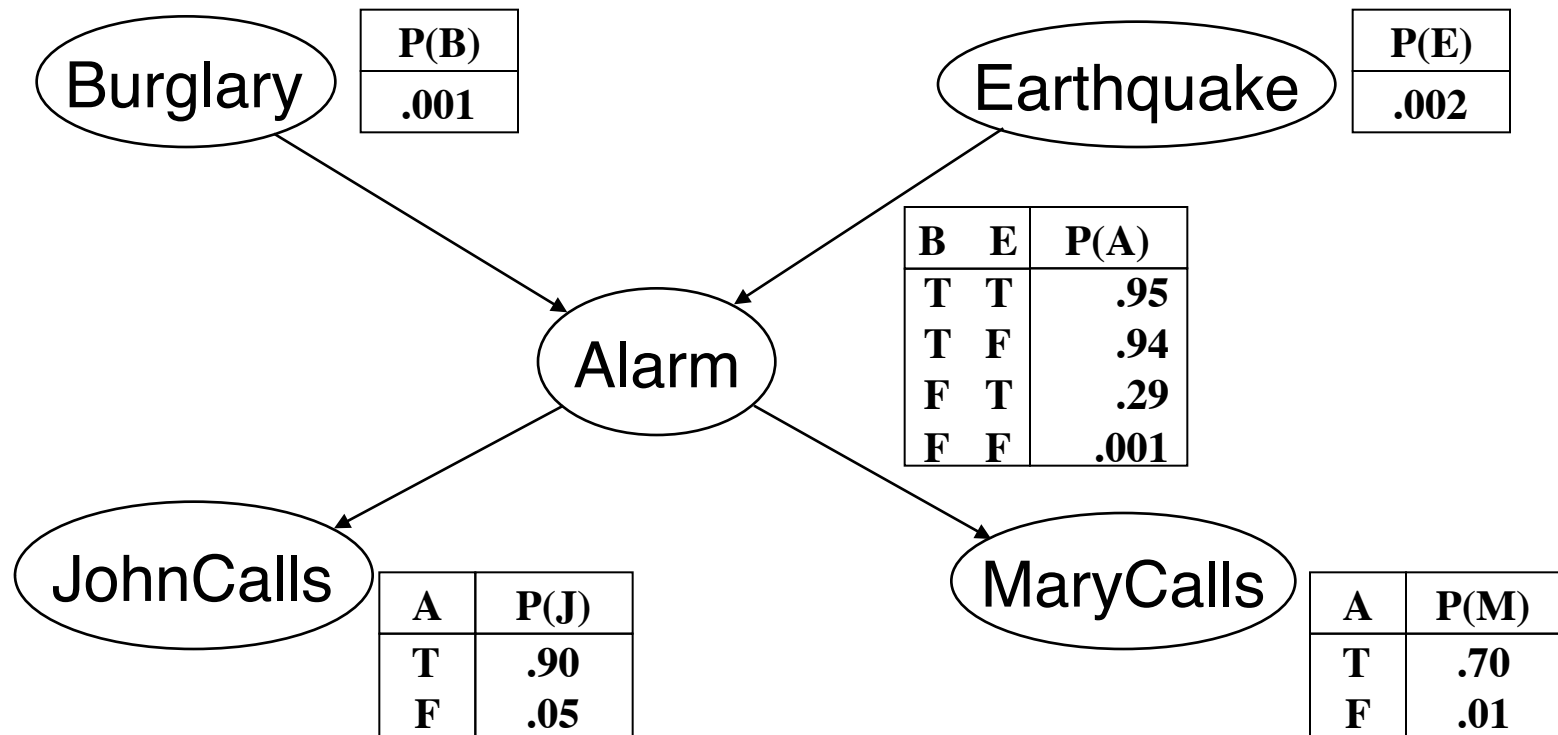 Burglary
P(B)
.001
Earthquake
P(E)
.002
B E P(A)
T T .95
T F .94
F T .29
F F .001
Alarm
JohnCalls
A P(J)
T .90
F .05
MaryCalls
A P(M)
T .70
F .01